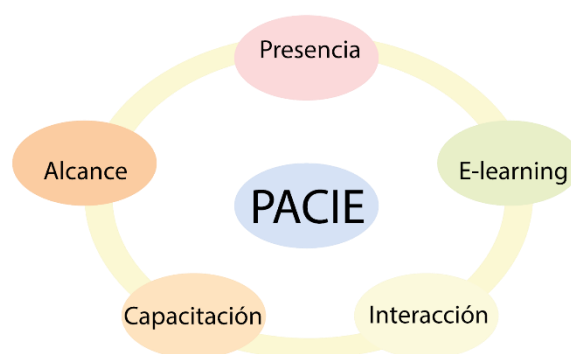 Presencia
Alcance
E-learning
PACIE
Capacitación
Interacción